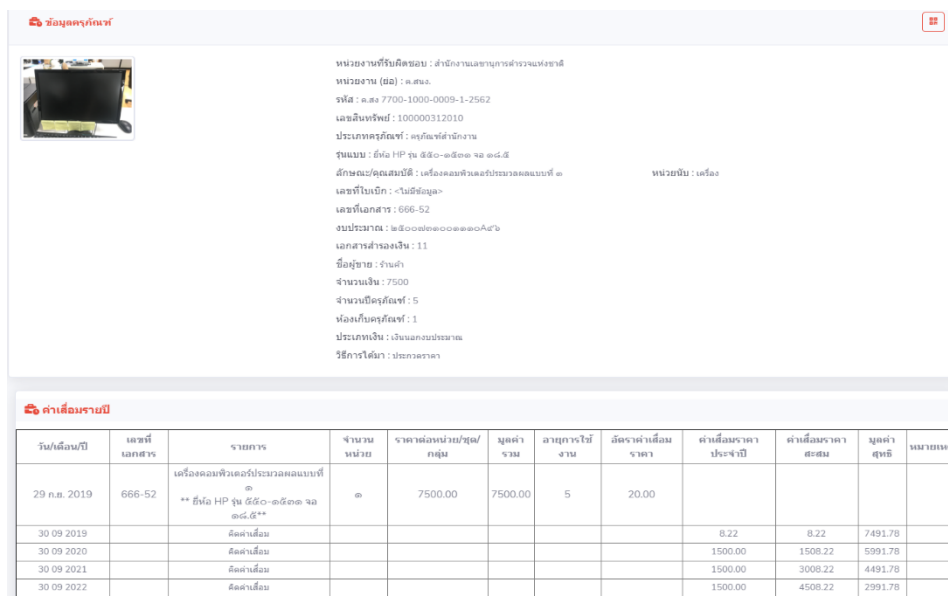 ข้อมูลครุภัณฑ์
หน่วยงานที่รับผิดชอบ : สำนักงานเลขานุการตำรวจแห่งชาติ
หน่วยงาน (ย่อ) : ต.สนง.
รหัส : ต.สง 7700-1000-0009-1-2562
เลขสินทรัพย์ : 100000312010
ประเภทครุภัณฑ์ : ครุภัณฑ์สำนักงาน
รุ่นแบบ : ยี่ห้อ HP รุ่น ๕๕๐-๑๕๓๑ จอ ๑๘.๕
ลักษณะ/คุณสมบัติ : เครื่องคอมพิวเตอร์ประมวลผลแบบที่ ๑ หน่วยนับ : เครื่อง
เลขที่ใบเบิก : <ไม่มีข้อมูล>
เลขที่เอกสาร : 666-52
งบประมาณ :
เอกสารสำรองเงิน : 11
ชื่อผู้ขาย : ร้านค้า
จำนวนเงิน : 7500
จำนวนปีครุภัณฑ์ : 5
ห้องเก็บครุภัณฑ์ : 1
ประเภทเงิน : เงินนอกงบประมาณ
วิธีการได้มา : ประกวดราคา
ค่าเสื่อมรายปี
วัน/เดือน/ปี เลขที่เอกสาร รายการ จำนวนหน่วย ราคาต่อหน่วย/ชุด/กลุ่ม มูลค่ารวม อายุการใช้งาน อัตราค่าเสื่อมราคา ค่าเสื่อมราคาประจำปี ค่าเสื่อมราคาสะสม มูลค่าสุทธิ หมายเห
เครื่องคอมพิวเตอร์ประมวลผลแบบที่
๑
29 ก.ย. 2019 666-52 ** ยี่ห้อ HP รุ่น ๕๕๐-๑๕๓๑ จอ ๑ 7500.00 7500.00 5 20.00
๑๘.๕**
30 09 2019 คิดค่าเสื่อม 8.22 8.22 7491.78
30 09 2020 คิดค่าเสื่อม 1500.00 1508.22 5991.78
30 09 2021 คิดค่าเสื่อม 1500.00 3008.22 4491.78
30 09 2022 คิดค่าเสื่อม 1500.00 4508.22 2991.78